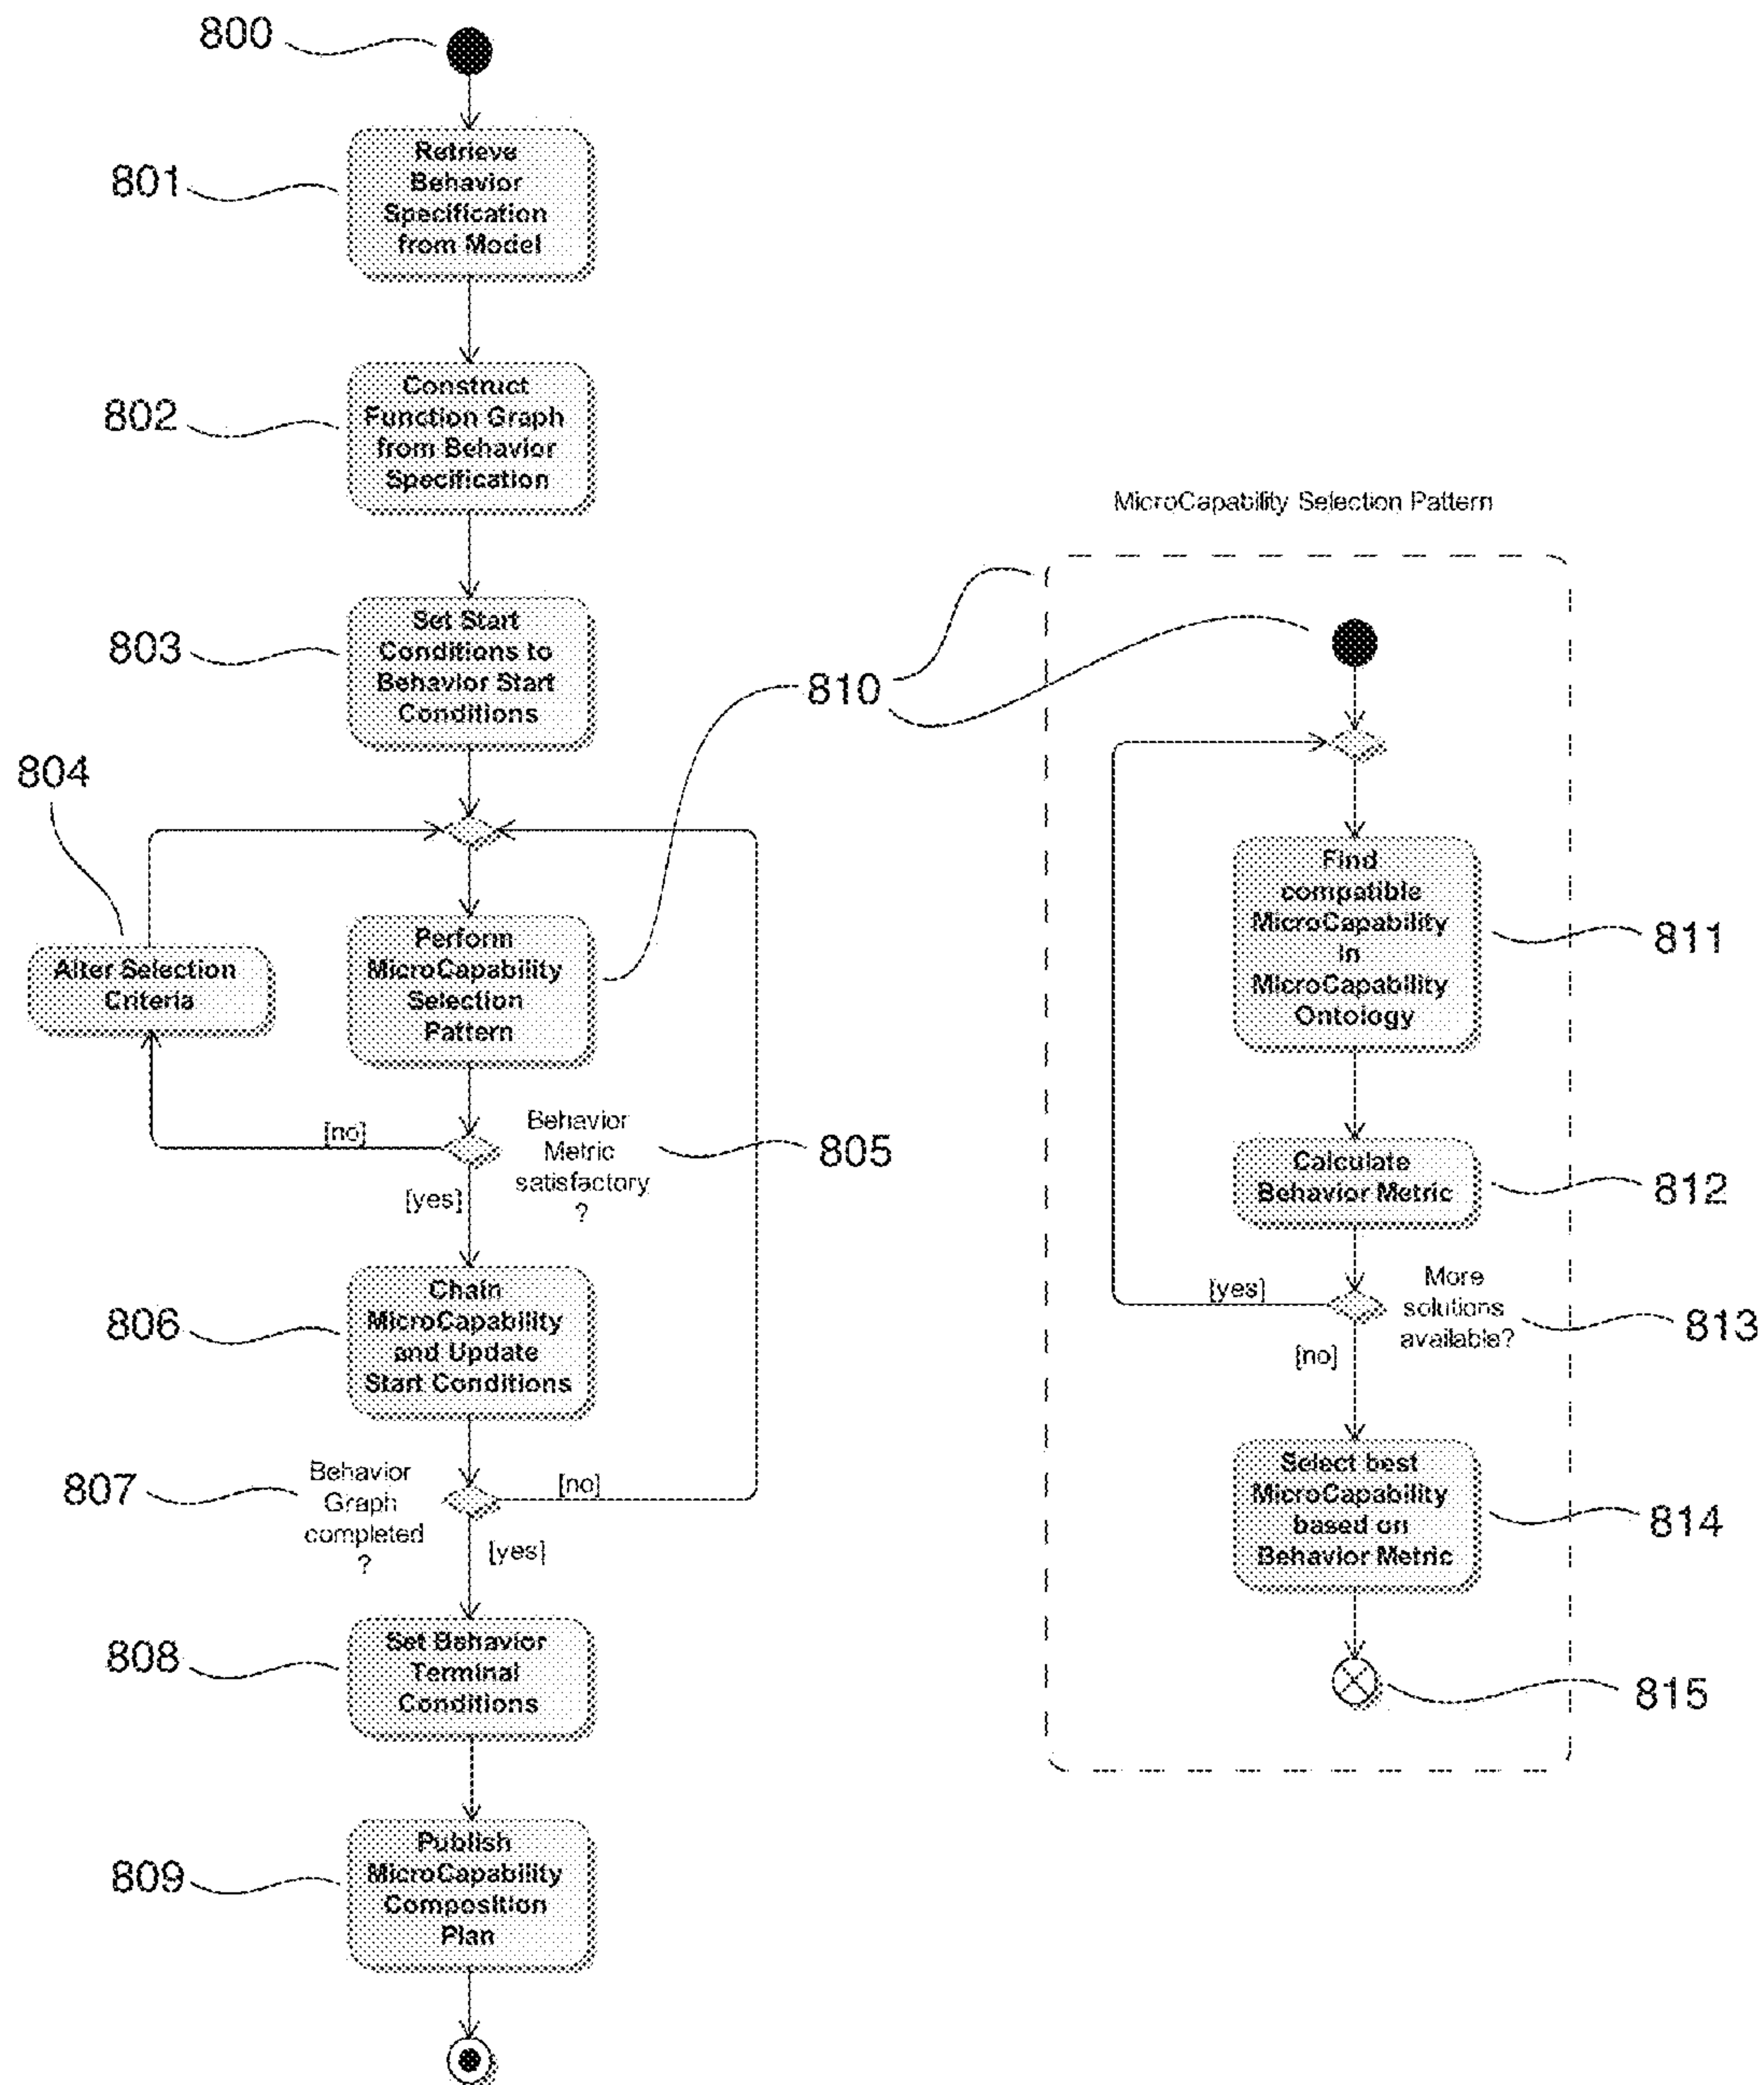 800
801
Retrieve
Behavior
Specification
from Model
802
Construct
Function Graph
from Behavior
Specification
803
Set Start
Conditions to
Behavior Start
Conditions
804
Alter Selection
Criteria
Perform
MicroCapability
Selection
Pattern
810
[no]
Behavior
Metric
satisfactory
?
805
[yes]
806
Chain
MicroCapability
and Update
Start Conditions
807
Behavior
Graph
completed
?
[no]
[yes]
808
Set Behavior
Terminal
Conditions
809
Publish
MicroCapability
Composition
Plan
MicroCapability Selection Pattern
Find
compatible
MicroCapability
in
MicroCapability
Ontology
811
Calculate
Behavior Metric
812
[yes]
More
solutions
available?
813
[no]
Select best
MicroCapability
based on
Behavior Metric
814
815